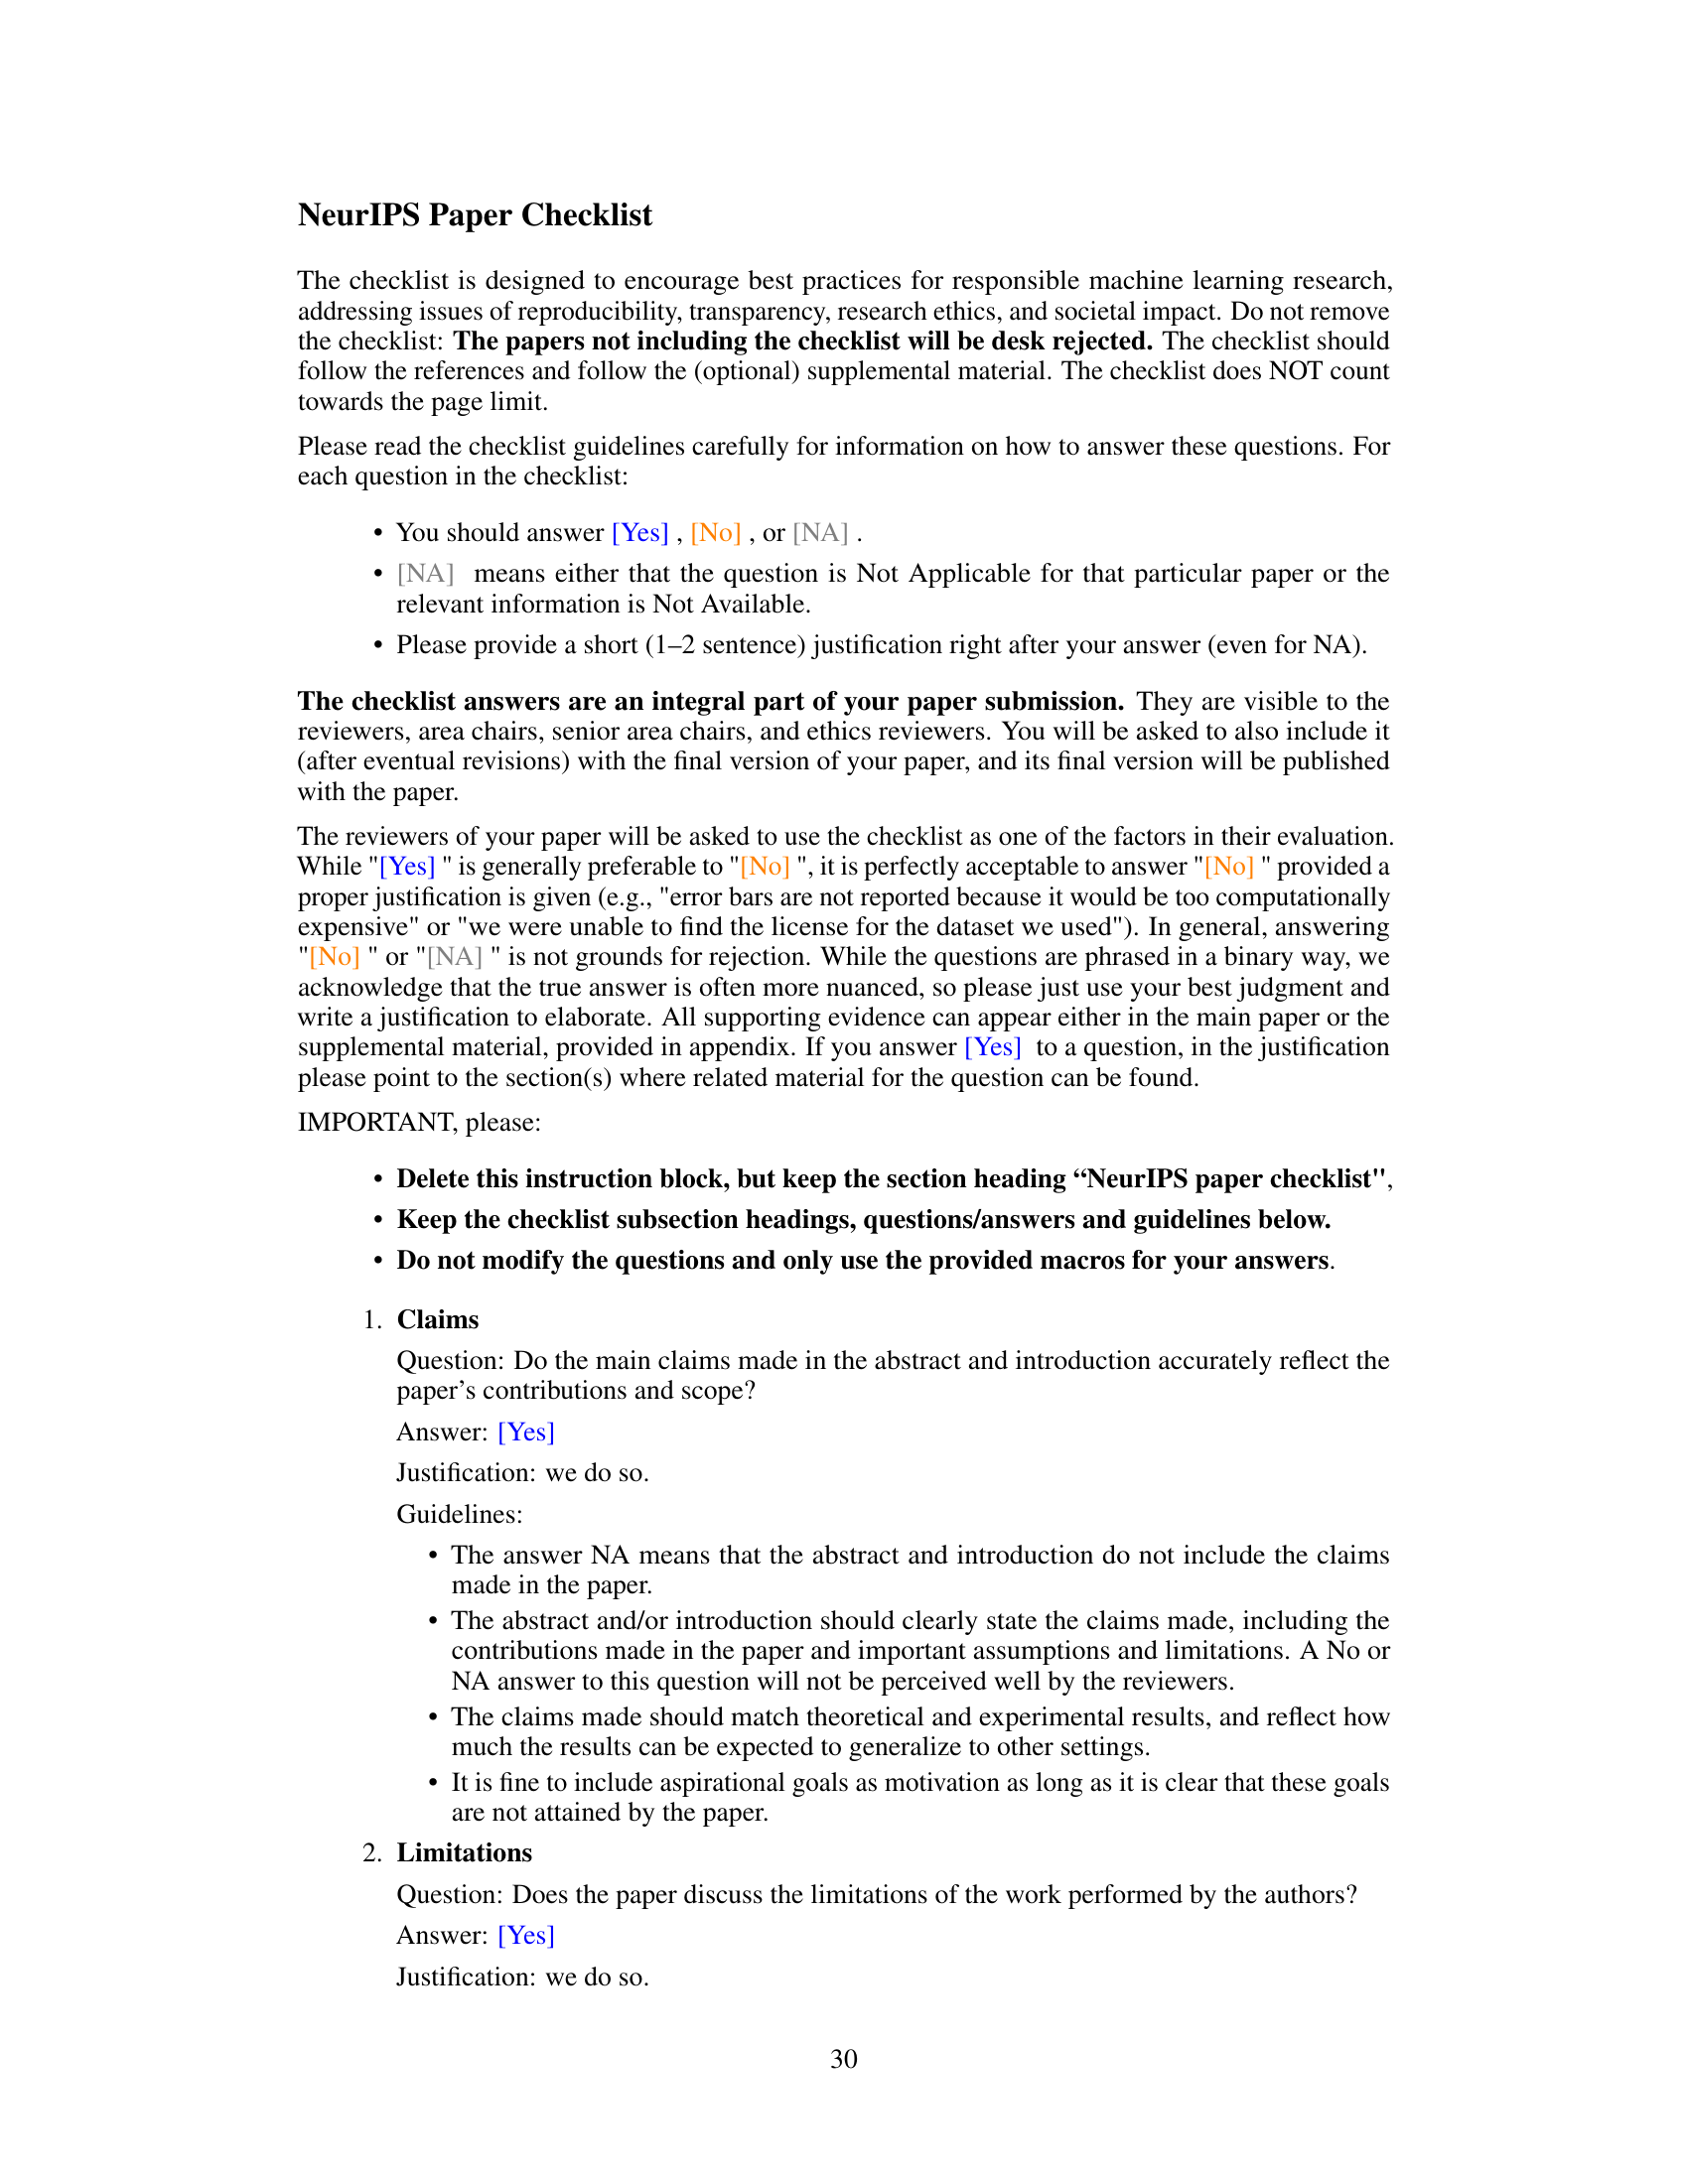 NeurIPS Paper Checklist
The checklist is designed to encourage best practices for responsible machine learning research,
addressing issues of reproducibility, transparency, research ethics, and societal impact. Do not remove
the checklist: The papers not including the checklist will be desk rejected. The checklist should
follow the references and follow the (optional) supplemental material. The checklist does NOT count
towards the page limit.
Please read the checklist guidelines carefully for information on how to answer these questions. For
each question in the checklist:
• You should answer [Yes] , [No] , or [NA] .
• [NA] means either that the question is Not Applicable for that particular paper or the
relevant information is Not Available.
• Please provide a short (1–2 sentence) justification right after your answer (even for NA).
The checklist answers are an integral part of your paper submission. They are visible to the
reviewers, area chairs, senior area chairs, and ethics reviewers. You will be asked to also include it
(after eventual revisions) with the final version of your paper, and its final version will be published
with the paper.
The reviewers of your paper will be asked to use the checklist as one of the factors in their evaluation.
While "[Yes] " is generally preferable to "[No] ", it is perfectly acceptable to answer "[No] " provided a
proper justification is given (e.g., "error bars are not reported because it would be too computationally
expensive" or "we were unable to find the license for the dataset we used"). In general, answering
"[No] " or "[NA] " is not grounds for rejection. While the questions are phrased in a binary way, we
acknowledge that the true answer is often more nuanced, so please just use your best judgment and
write a justification to elaborate. All supporting evidence can appear either in the main paper or the
supplemental material, provided in appendix. If you answer [Yes] to a question, in the justification
please point to the section(s) where related material for the question can be found.
IMPORTANT, please:
• Delete this instruction block, but keep the section heading “NeurIPS paper checklist",
• Keep the checklist subsection headings, questions/answers and guidelines below.
• Do not modify the questions and only use the provided macros for your answers.
1. Claims
Question: Do the main claims made in the abstract and introduction accurately reflect the
paper’s contributions and scope?
Answer: [Yes]
Justification: we do so.
Guidelines:
• The answer NA means that the abstract and introduction do not include the claims
made in the paper.
• The abstract and/or introduction should clearly state the claims made, including the
contributions made in the paper and important assumptions and limitations. A No or
NA answer to this question will not be perceived well by the reviewers.
• The claims made should match theoretical and experimental results, and reflect how
much the results can be expected to generalize to other settings.
• It is fine to include aspirational goals as motivation as long as it is clear that these goals
are not attained by the paper.
2. Limitations
Question: Does the paper discuss the limitations of the work performed by the authors?
Answer: [Yes]
Justification: we do so.
30